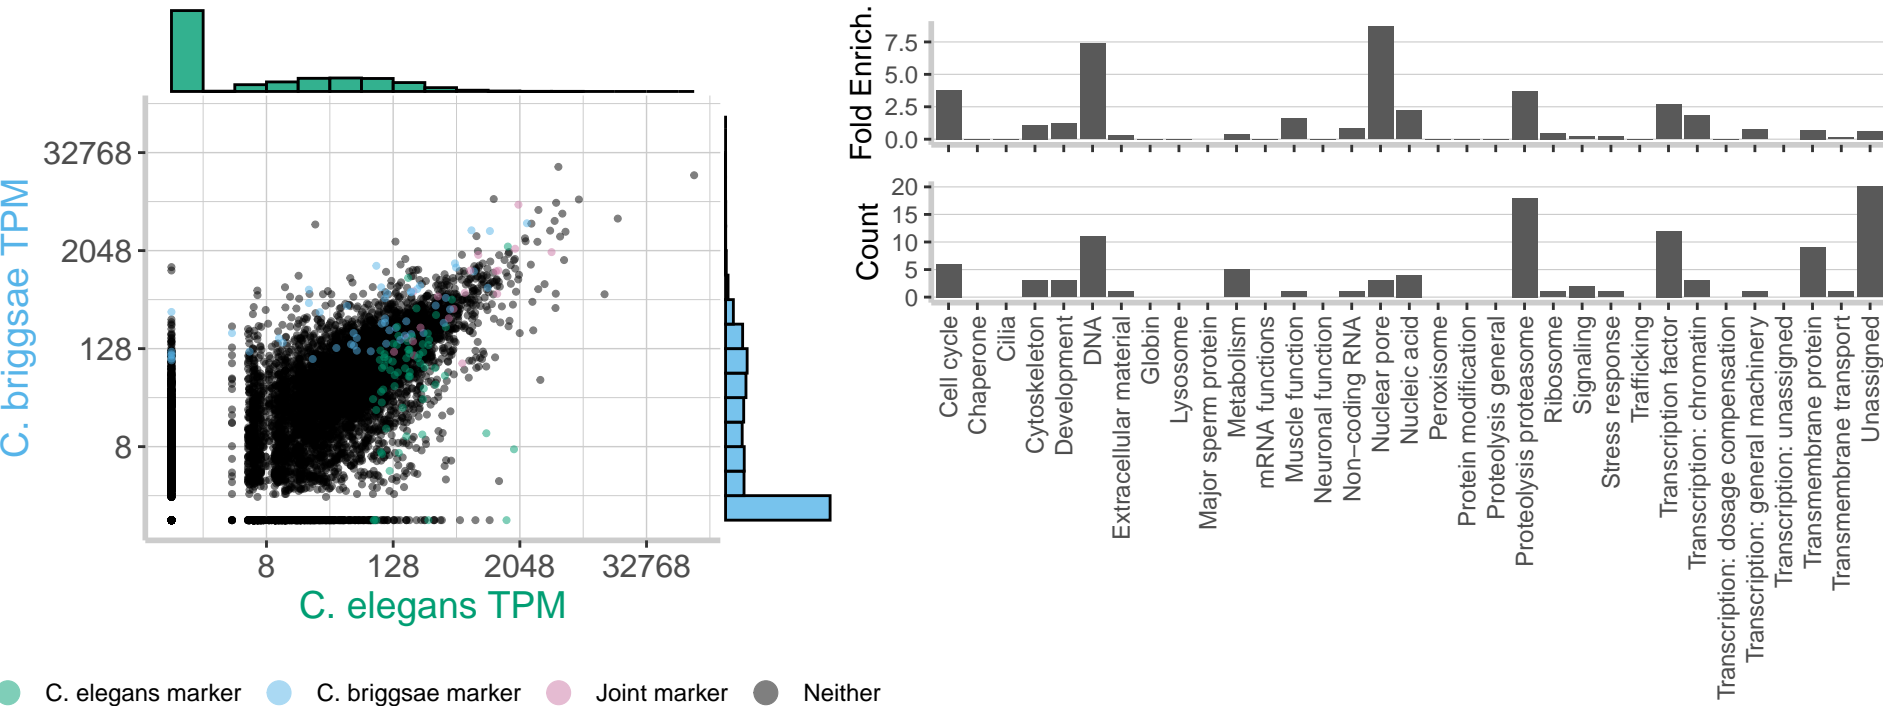 32768
2048
128
8
C. briggsae TPM
8
128
2048
32768
C. elegans TPM
C. elegans marker
C. briggsae marker
Joint marker
Neither
Fold Enrich.
7.5
5.0
2.5
0.0
Count
20
15
10
5
0
Cell cycle
Chaperone
Cilia
Cytoskeleton
Development
DNA
Extracellular material
Globin
Lysosome
Major sperm protein
Metabolism
mRNA functions
Muscle function
Neuronal function
Non−coding RNA
Nuclear pore
Nucleic acid
Peroxisome
Protein modification
Proteolysis general
Proteolysis proteasome
Ribosome
Signaling
Stress response
Trafficking
Transcription factor
Transcription: chromatin
Transcription: dosage compensation
Transcription: general machinery
Transcription: unassigned
Transmembrane protein
Transmembrane transport
Unassigned